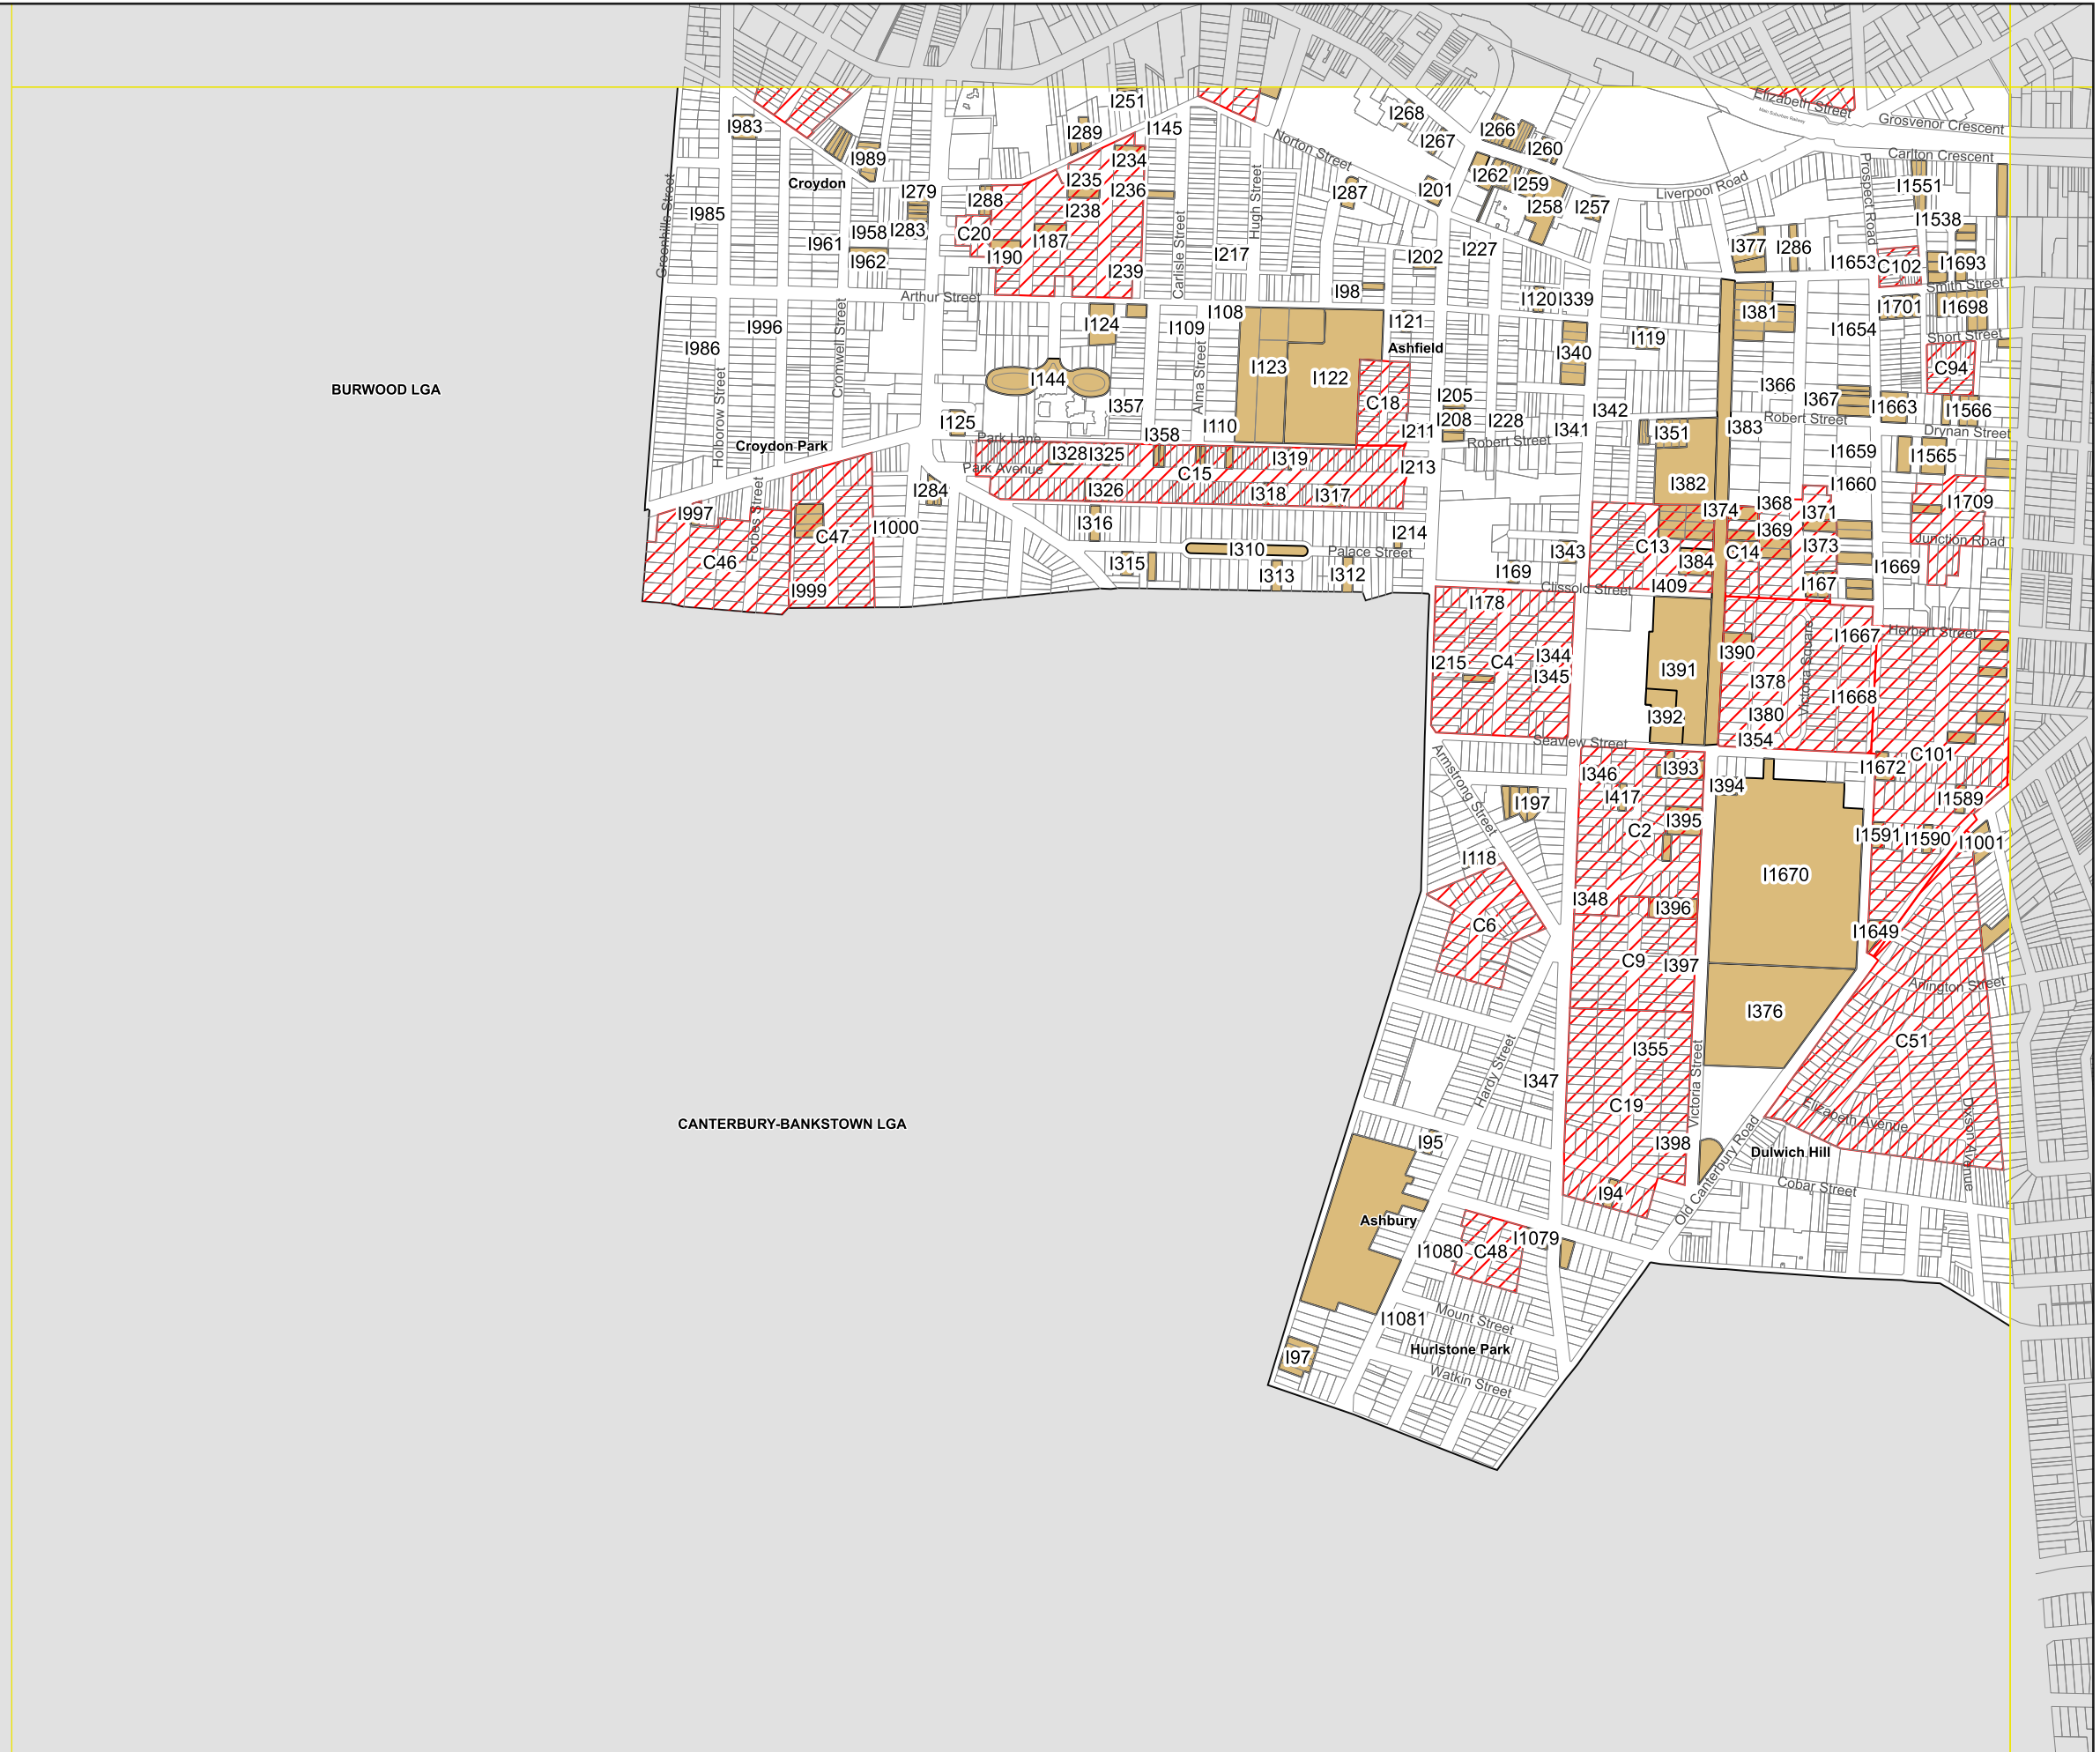 Elizabeth Street
Main Suburban Railway
Grosvenor Crescent
I251
I268
I983
I289
I145
I266
I267
I260
Norton Street
Carlton Crescent
I989
I234
Croydon
I235
I236
I262
I259
I1551
I279
I288
I287
I201
Liverpool Road
Prospect Road
I985
I238
I258
I257
I1538
Greenhills Street
I958
I283
C20
I187
Hugh Street
I961
I962
I190
I217
I202
I227
I377
I286
I1653
C102
I1693
I239
Carlisle Street
I98
Smith Street
Arthur Street
I120
I339
I1701
I1698
I996
I124
I108
I109
I121
I381
I986
Cromwell Street
Ashfield
I340
I119
I1654
Short Street
BURWOOD LGA
I144
I123
I122
C94
Holborow Street
I357
Alma Street
C18
I205
I366
I367
I1663
I1566
I125
I110
I208
I228
I342
I383
Robert Street
I358
I211
Robert Street
I341
I351
Drynan Street
Croydon Park
Park Lane
I328
I325
I319
I213
I1659
I1565
Park Avenue
C15
I284
I326
I318
I317
I382
I1660
I997
Forbes Street
C47
I1000
I316
I214
I374
I368
I371
I1709
I369
C46
I310
Palace Street
I343
C13
C14
I373
Junction Road
I315
I313
I312
I169
I384
I1669
I999
Clissold Street
I409
I167
I178
Herbert Street
I1667
I215
C4
I344
I345
I391
I390
I378
Victoria Square
I1668
I392
I380
Seaview Street
I354
C101
Armstrong Street
I346
I393
I394
I1672
I197
I417
I1589
C2
I395
I1591
I1590
I1001
I118
I1670
I348
I396
C6
I1649
C9
I397
Arlington Street
I376
C51
Hardy Street
I355
Victoria Street
I347
C19
Elizabeth Avenue
Dixson Avenue
CANTERBURY-BANKSTOWN LGA
I95
I398
Old Canterbury Road
Dulwich Hill
I94
Cobar Street
Ashbury
I1080
C48
I1079
I1081
Mount Street
I97
Hurlstone Park
Watkin Street